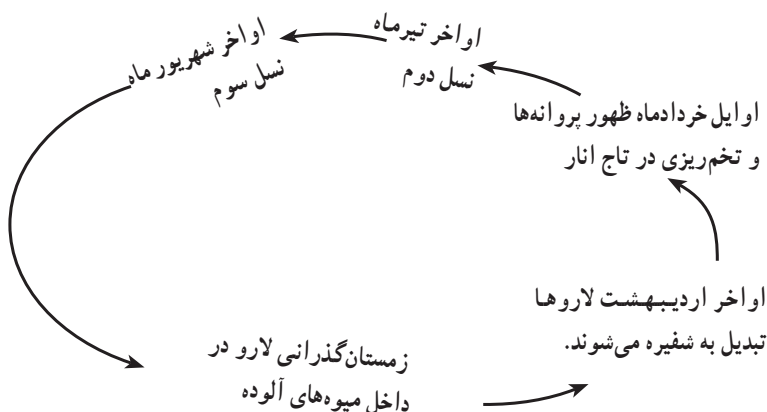 اواخر تیرماه
نسل دوم
اواخر شهریور ماه
نسل سوم
اوایل خردادماه ظهور پروانه‌ها
و تخم‌ریزی در تاج انار
اواخر اردیبهشت لاروها
تبدیل به شفیره می‌شوند.
زمستان‌گذرانی لارو در
داخل میوه‌های آلوده